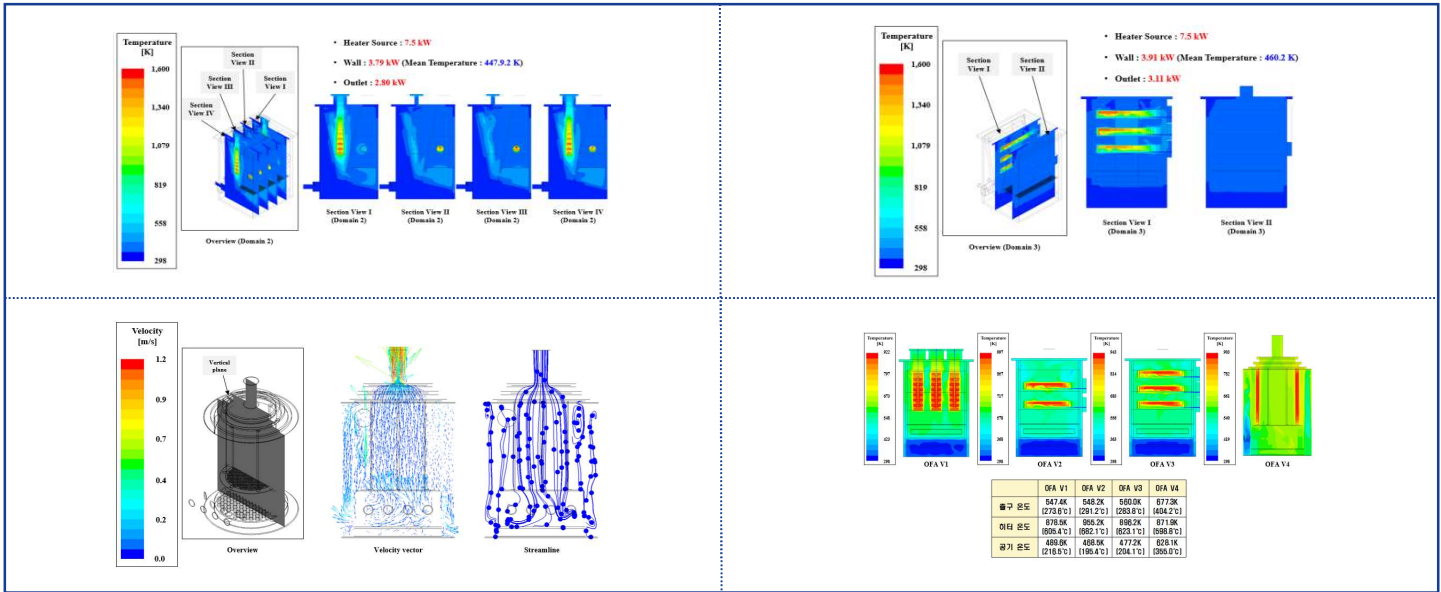 Temperature
[K]
1,600
1,340
1,079
819
558
298
Section
View II
Section
View III
Section
View I
Section
View IV
Overview (Domain 2)
• Heater Source : 7.5 kW
• Wall : 3.79 kW (Mean Temperature : 447.9.2 K)
• Outlet : 2.80 kW
Section View I
(Domain 2)
Section View II
(Domain 2)
Section View III
(Domain 2)
Section View IV
(Domain 2)
Temperature
[K]
1,600
1,340
1,079
819
558
298
Section
View I
Section
View II
Overview (Domain 3)
• Heater Source : 7.5 kW
• Wall : 3.91 kW (Mean Temperature : 460.2 K)
• Outlet : 3.11 kW
Section View I
(Domain 3)
Section View II
(Domain 3)
Velocity
[m/s]
1.2
0.9
0.7
0.4
0.2
0.0
Vertical
plane
Overview
Velocity vector
Streamline
Temperature
[K]
OFA V1
Temperature
[K]
OFA V2
Temperature
[K]
OFA V3
Temperature
[K]
OFA V4
OFA V1 OFA V2 OFA V3 OFA V4
출구 온도 547.4K (273.6℃) 548.2K (291.2℃) 560.0K (283.8℃) 677.3K (404.2℃)
히터 온도 878.5K (605.4℃) 955.2K (682.1℃) 896.2K (623.1℃) 871.9K (598.8℃)
공기 온도 489.6K (216.5℃) 468.5K (195.4℃) 477.2K (204.1℃) 628.1K (355.0℃)